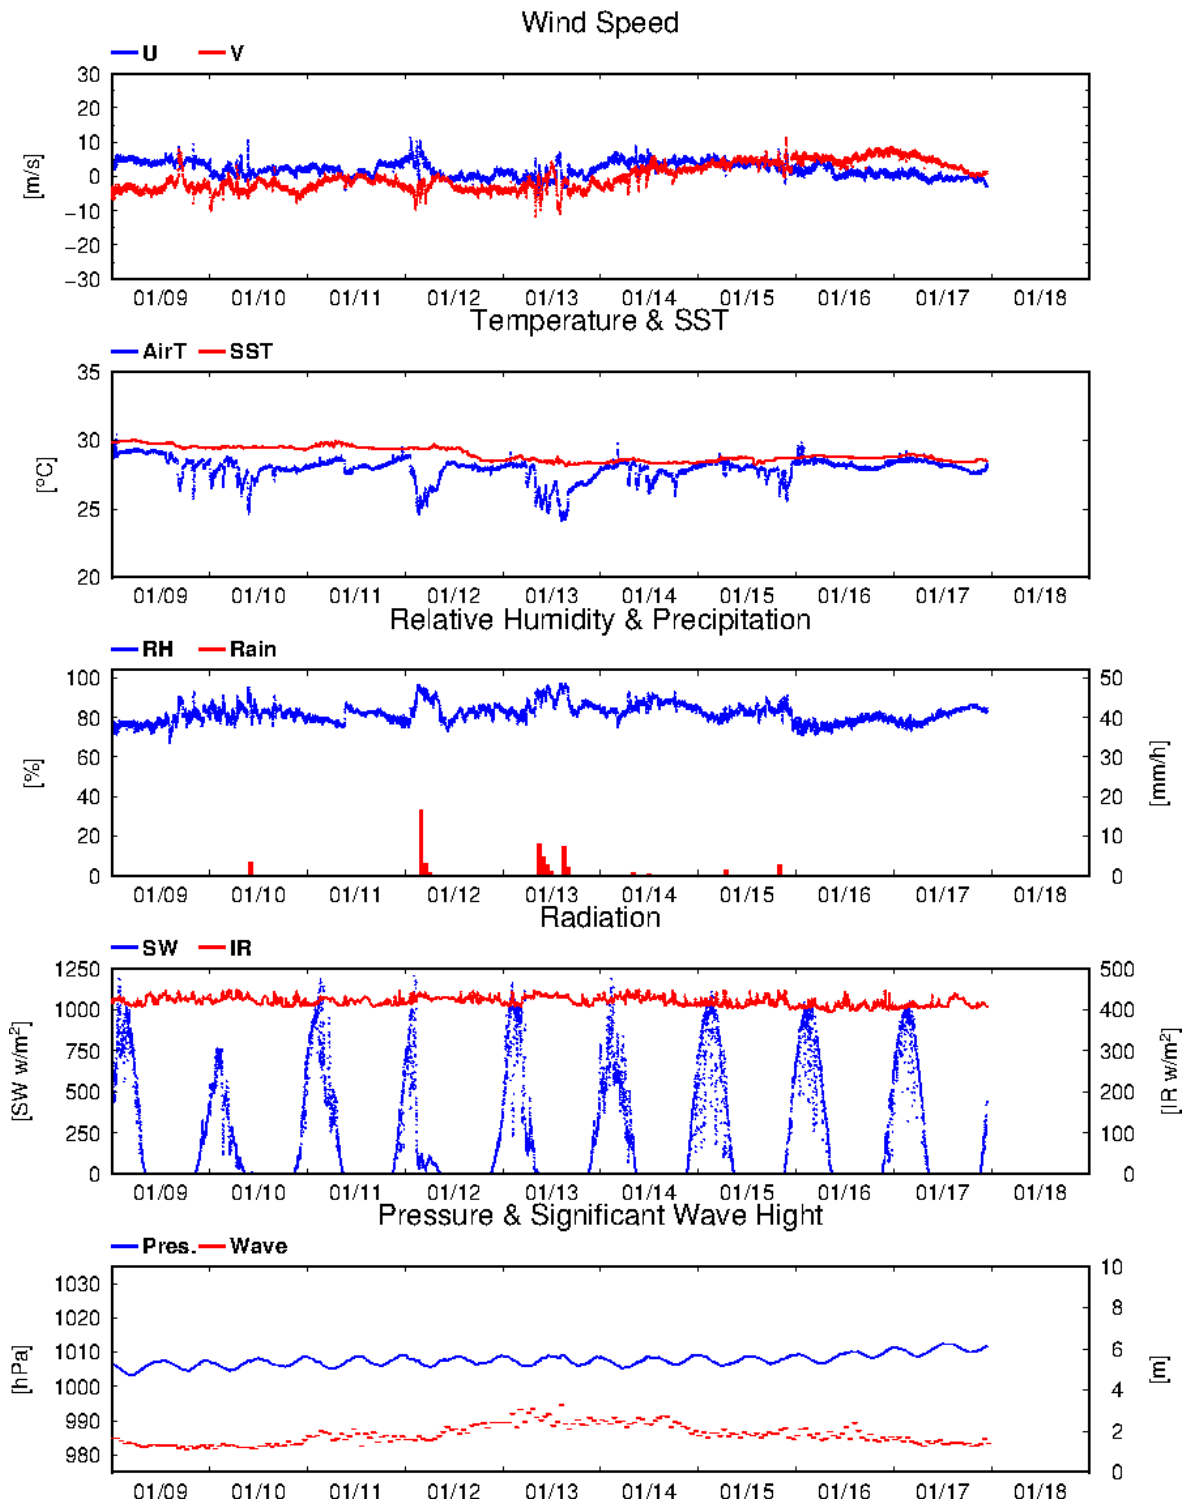 Wind Speed
U V
30
20
10
0
−10
−20
−30
[m/s]
01/09 01/10 01/11 01/12 01/13 01/14 01/15 01/16 01/17 01/18
Temperature & SST
AirT SST
35
30
25
20
[°C]
01/09 01/10 01/11 01/12 01/13 01/14 01/15 01/16 01/17 01/18
Relative Humidity & Precipitation
RH Rain
100 50
80 40
60 30
40 20
20 10
0 0
[%] [mm/h]
01/09 01/10 01/11 01/12 01/13 01/14 01/15 01/16 01/17 01/18
Radiation
SW IR
1250 500
1000 400
750 300
500 200
250 100
0 0
[SW w/m²] [IR w/m²]
01/09 01/10 01/11 01/12 01/13 01/14 01/15 01/16 01/17 01/18
Pressure & Significant Wave Hight
Pres. Wave
1030 10
1020 8
1010 6
1000 4
990 2
980 0
[hPa] [m]
01/09 01/10 01/11 01/12 01/13 01/14 01/15 01/16 01/17 01/18